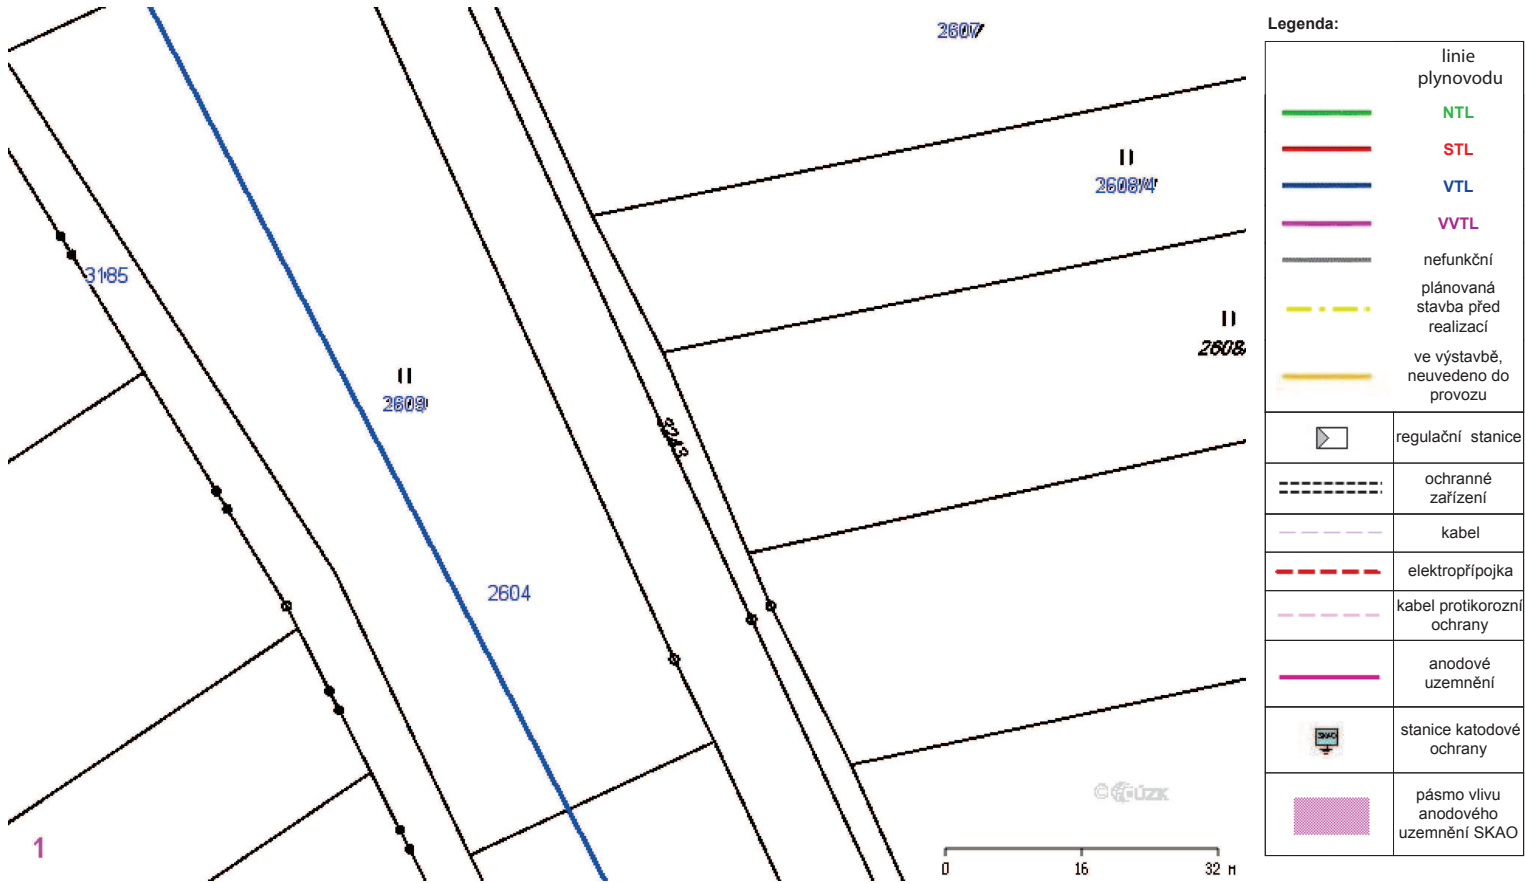 2607
2608/4
3185
2608
2609
3243
2604
1
© ČÚZK
0 16 32 M
Legenda:
linie
plynovodu
NTL
STL
VTL
VVTL
nefunkční
plánovaná
stavba před
realizací
ve výstavbě,
neuvedeno do
provozu
regulační stanice
ochranné
zařízení
kabel
elektropřípojka
kabel protikorozní
ochrany
anodové
uzemnění
SKAO
stanice katodové
ochrany
pásmo vlivu
anodového
uzemnění SKAO